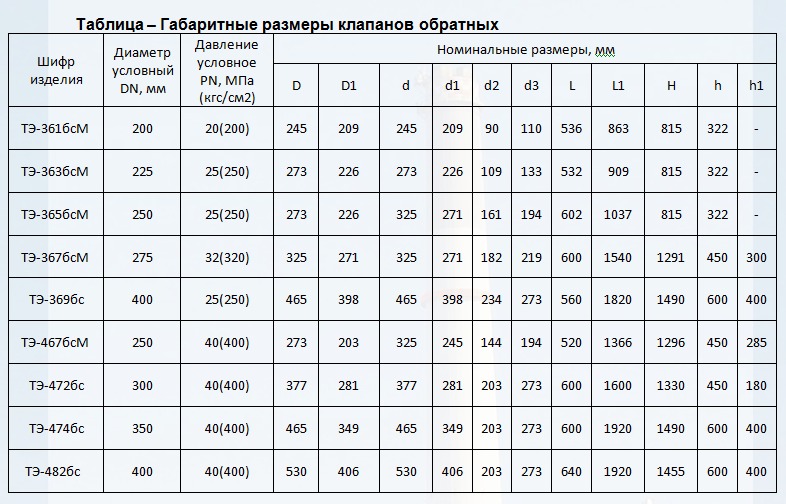 Таблица – Габаритные размеры клапанов обратных
Шифр изделия | Диаметр условный DN, мм | Давление условное PN, МПа (кгс/см2) | Номинальные размеры, мм
D | D1 | d | d1 | d2 | d3 | L | L1 | H | h | h1
ТЭ-361бсМ | 200 | 20(200) | 245 | 209 | 245 | 209 | 90 | 110 | 536 | 863 | 815 | 322 | -
ТЭ-363бсМ | 225 | 25(250) | 273 | 226 | 273 | 226 | 109 | 133 | 532 | 909 | 815 | 322 | -
ТЭ-365бсМ | 250 | 25(250) | 273 | 226 | 325 | 271 | 161 | 194 | 602 | 1037 | 815 | 322 | -
ТЭ-367бсМ | 275 | 32(320) | 325 | 271 | 325 | 271 | 182 | 219 | 600 | 1540 | 1291 | 450 | 300
ТЭ-369бс | 400 | 25(250) | 465 | 398 | 465 | 398 | 234 | 273 | 560 | 1820 | 1490 | 600 | 400
ТЭ-467бсМ | 250 | 40(400) | 273 | 203 | 325 | 245 | 144 | 194 | 520 | 1366 | 1296 | 450 | 285
ТЭ-472бс | 300 | 40(400) | 377 | 281 | 377 | 281 | 203 | 273 | 600 | 1600 | 1330 | 450 | 180
ТЭ-474бс | 350 | 40(400) | 465 | 349 | 465 | 349 | 203 | 273 | 600 | 1920 | 1490 | 600 | 400
ТЭ-482бс | 400 | 40(400) | 530 | 406 | 530 | 406 | 203 | 273 | 640 | 1920 | 1455 | 600 | 400